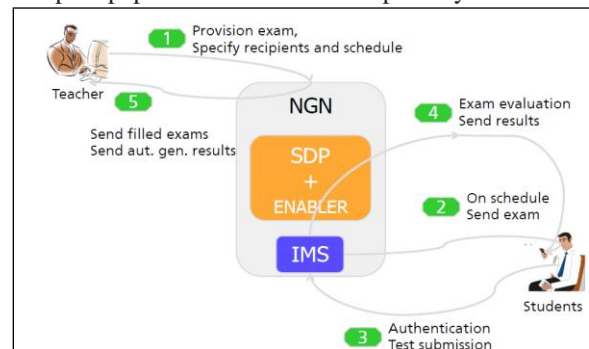 1 Provision exam,
Specify recipients and schedule
Teacher
5
Send filled exams
Send aut. gen. results
NGN
SDP
+
ENABLER
IMS
4 Exam evaluation
Send results
2 On schedule
Send exam
Students
3 Authentication
Test submission